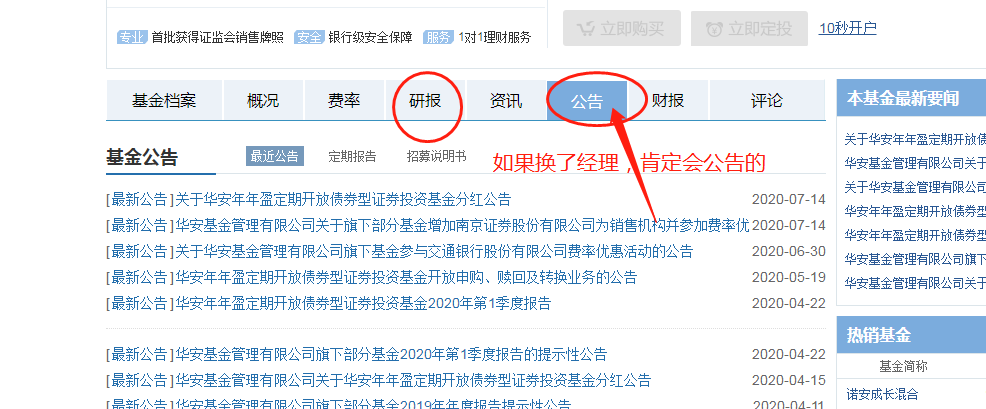 专业 首批获得证监会销售牌照 安全 银行级安全保障 服务 1对1理财服务
立即购买 立即定投 10秒开户
基金档案 概况 费率 研报 资讯 公告 财报 评论
基金公告 最近公告 定期报告 招募说明书
如果换了经理，肯定会公告的
[最新公告]关于华安年年盈定期开放债券型证券投资基金分红公告 2020-07-14
[最新公告]华安基金管理有限公司关于旗下部分基金增加南京证券股份有限公司为销售机构并参加费率优 2020-07-14
[最新公告]关于华安基金管理有限公司旗下基金参与交通银行股份有限公司费率优惠活动的公告 2020-06-30
[最新公告]华安年年盈定期开放债券型证券投资基金开放申购、赎回及转换业务的公告 2020-05-19
[最新公告]华安年年盈定期开放债券型证券投资基金2020年第1季度报告 2020-04-22
[最新公告]华安基金管理有限公司旗下部分基金2020年第1季度报告的提示性公告 2020-04-22
[最新公告]华安基金管理有限公司关于华安年年盈定期开放债券型证券投资基金分红公告 2020-04-15
[最新公告]华安基金管理有限公司旗下部分基金2019年年度报告提示性公告 2020-04-11
本基金最新要闻
关于华安年年盈定期开放
华安基金管理有限公司关于
关于华安基金管理有限公司
华安年年盈定期开放债券型
华安年年盈定期开放债券型
华安基金管理有限公司旗下
华安基金管理有限公司关于
热销基金
基金简称
诺安成长混合